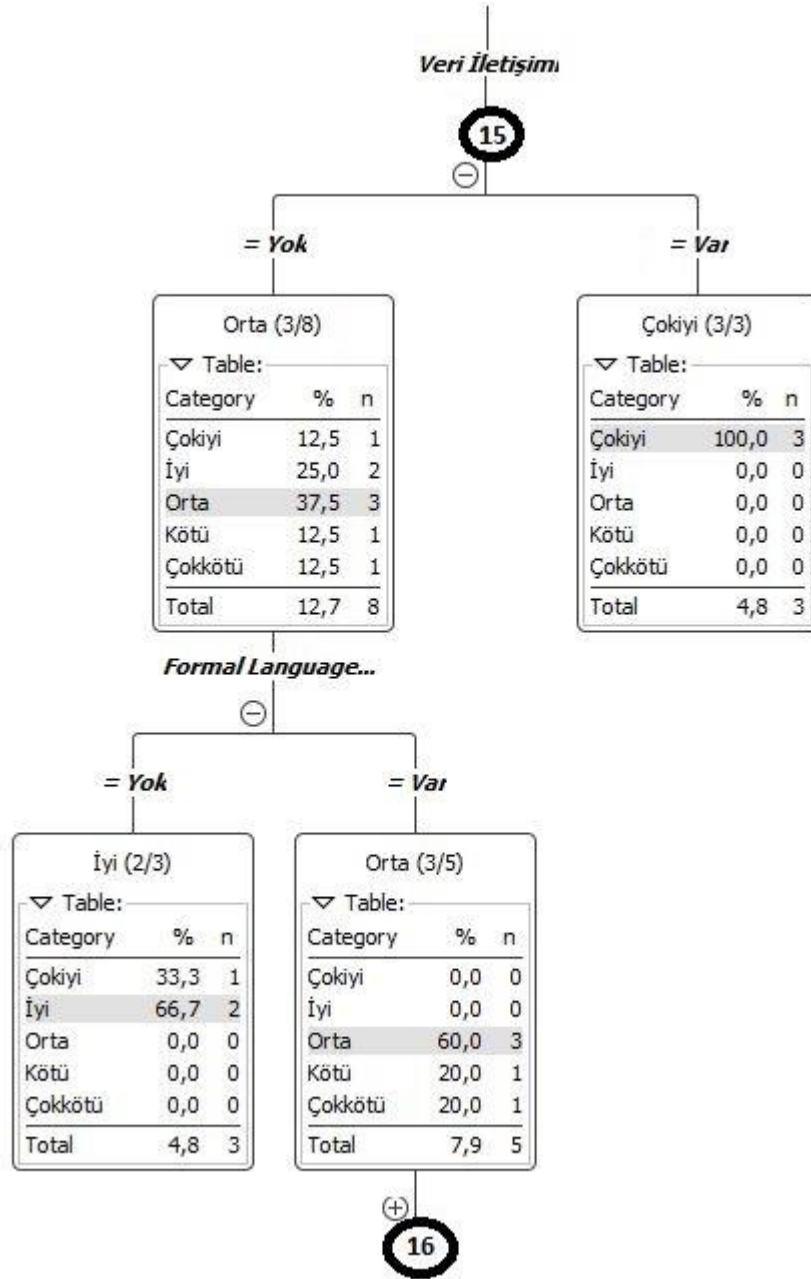 Veri İletişimi
15
= Yok
= Var
Orta (3/8)
Table:
Category % n
Çokiyi 12,5 1
İyi 25,0 2
Orta 37,5 3
Kötü 12,5 1
Çokkötü 12,5 1
Total 12,7 8
Çokiyi (3/3)
Table:
Category % n
Çokiyi 100,0 3
İyi 0,0 0
Orta 0,0 0
Kötü 0,0 0
Çokkötü 0,0 0
Total 4,8 3
Formal Language...
= Yok
= Var
İyi (2/3)
Table:
Category % n
Çokiyi 33,3 1
İyi 66,7 2
Orta 0,0 0
Kötü 0,0 0
Çokkötü 0,0 0
Total 4,8 3
Orta (3/5)
Table:
Category % n
Çokiyi 0,0 0
İyi 0,0 0
Orta 60,0 3
Kötü 20,0 1
Çokkötü 20,0 1
Total 7,9 5
16